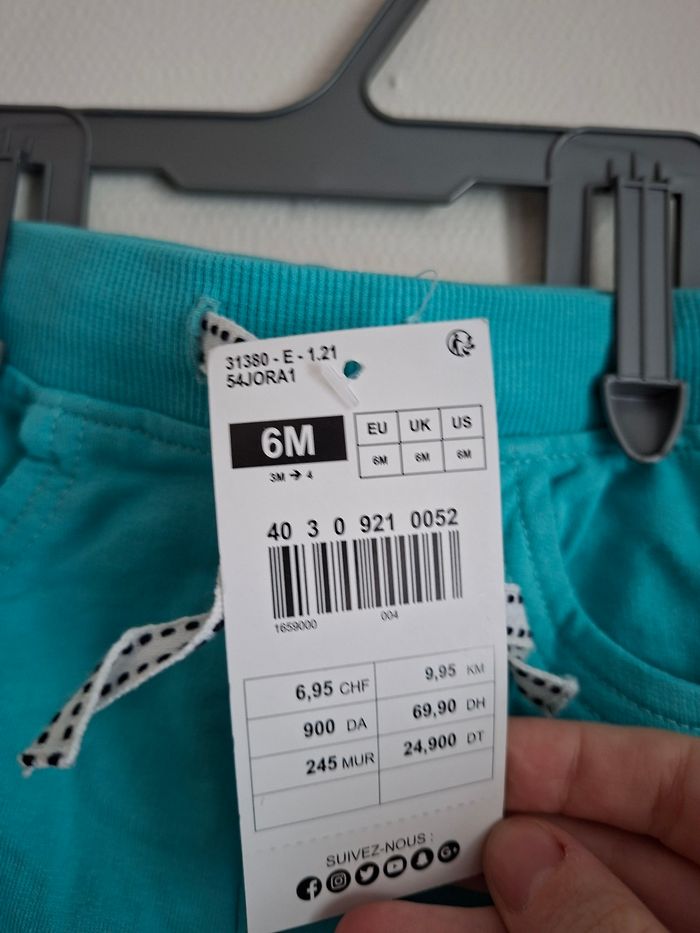 31380 - E - 1.21
54JORA1
6M
3M → 4
EU UK US
6M 6M 6M
40 3 0 921 0052
1659000 004
6,95 CHF 9,95 KM
900 DA 69,90 DH
245 MUR 24,900 DT
SUIVEZ-NOUS :